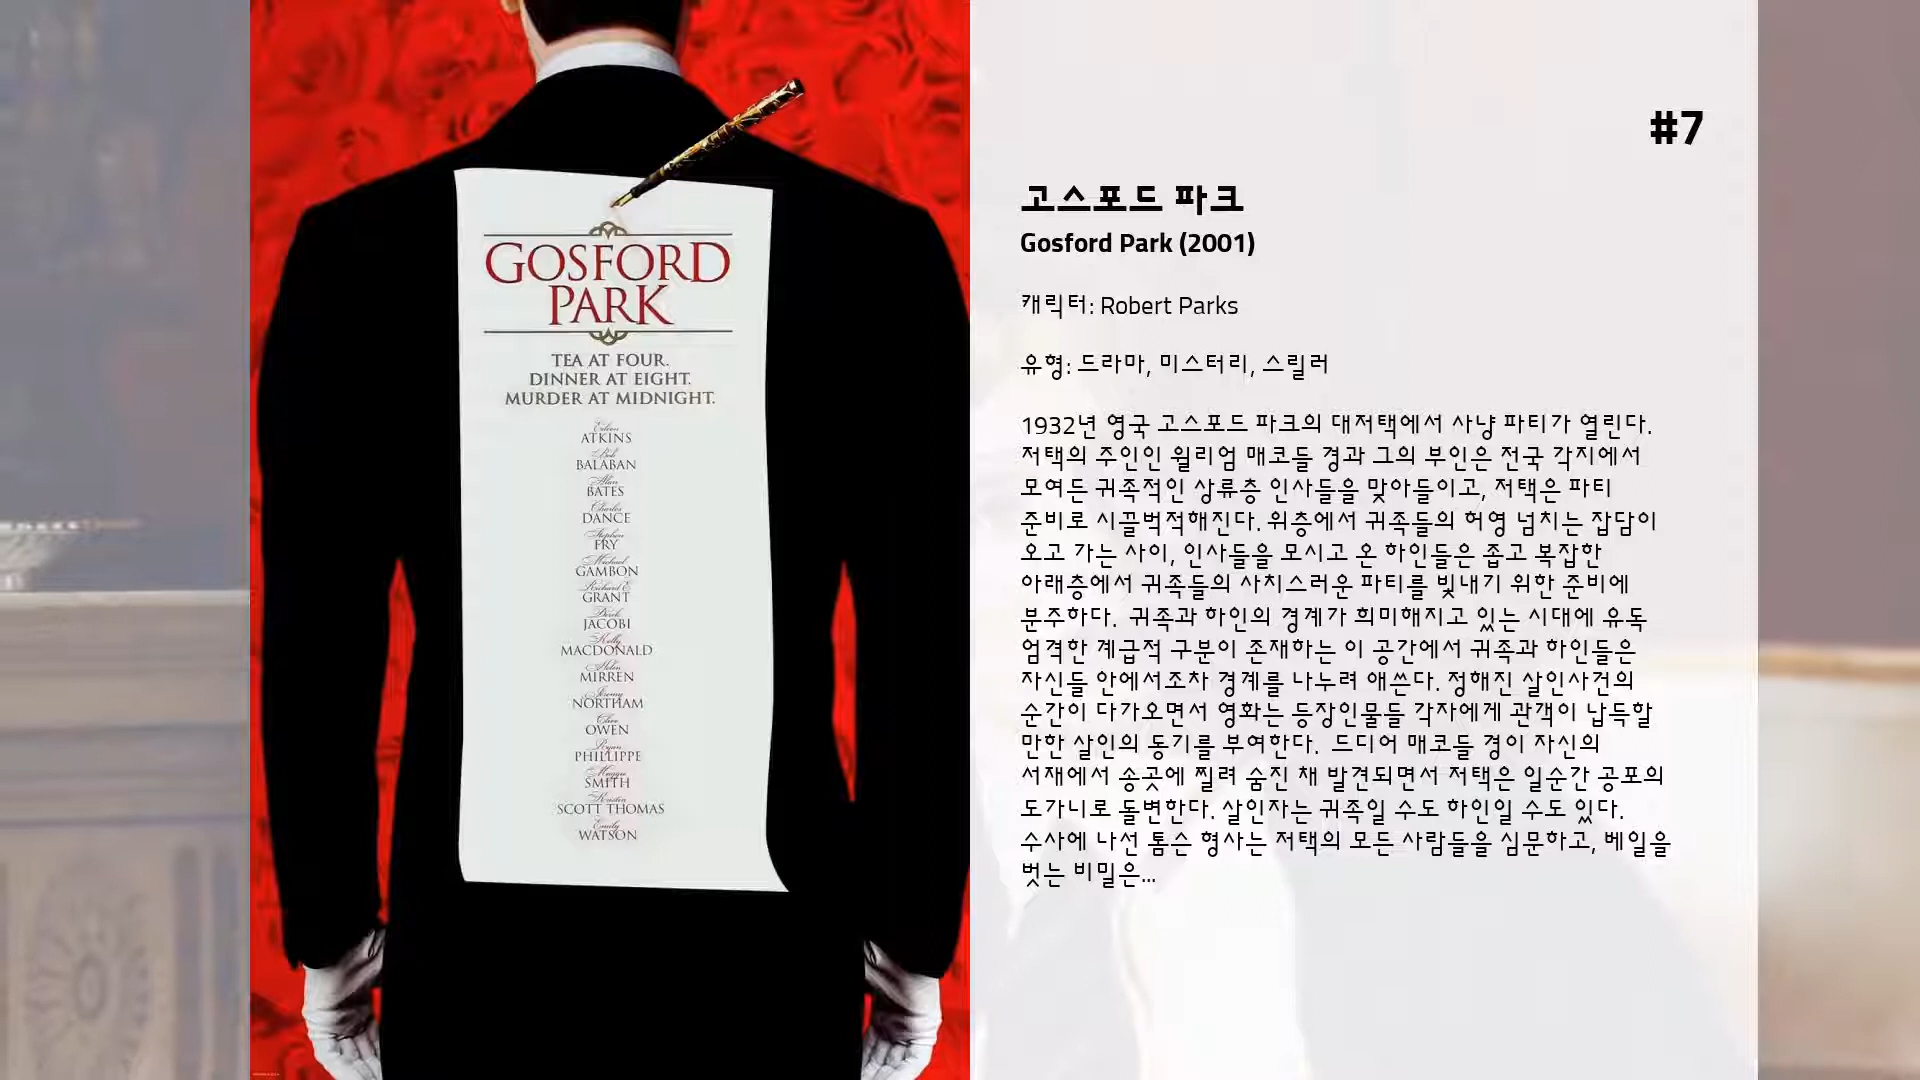 GOSFORD
PARK
TEA AT FOUR.
DINNER AT EIGHT.
MURDER AT MIDNIGHT.
Eileen
ATKINS
Bob
BALABAN
Alan
BATES
Charles
DANCE
Stephen
FRY
Michael
GAMBON
Richard E.
GRANT
Derek
JACOBI
Kelly
MACDONALD
Helen
MIRREN
Jeremy
NORTHAM
Clive
OWEN
Ryan
PHILLIPPE
Maggie
SMITH
Kristin
SCOTT THOMAS
Emily
WATSON
#7
고스포드 파크
Gosford Park (2001)
캐릭터: Robert Parks
유형: 드라마, 미스터리, 스릴러
1932년 영국 고스포드 파크의 대저택에서 사냥 파티가 열린다.
저택의 주인인 윌리엄 매코들 경과 그의 부인은 전국 각지에서
모여든 귀족적인 상류층 인사들을 맞아들이고, 저택은 파티
준비로 시끌벅적해진다. 위층에서 귀족들의 허영 넘치는 잡담이
오고 가는 사이, 인사들을 모시고 온 하인들은 좁고 복잡한
아래층에서 귀족들의 사치스러운 파티를 빛내기 위한 준비에
분주하다. 귀족과 하인의 경계가 희미해지고 있는 시대에 유독
엄격한 계급적 구분이 존재하는 이 공간에서 귀족과 하인들은
자신들 안에서조차 경계를 나누려 애쓴다. 정해진 살인사건의
순간이 다가오면서 영화는 등장인물들 각자에게 관객이 납득할
만한 살인의 동기를 부여한다. 드디어 매코들 경이 자신의
서재에서 송곳에 찔려 숨진 채 발견되면서 저택은 일순간 공포의
도가니로 돌변한다. 살인자는 귀족일 수도 하인일 수도 있다.
수사에 나선 톰슨 형사는 저택의 모든 사람들을 심문하고, 베일을
벗는 비밀은...